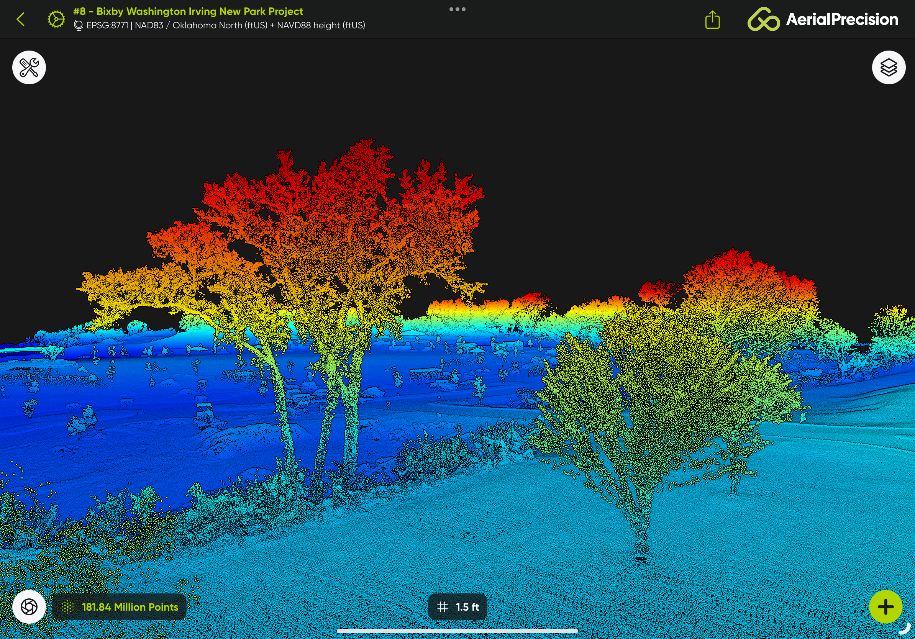 #8 - Bixby Washington Irving New Park Project
EPSG:8771 | NAD83 / Oklahoma North (ftUS) + NAVD88 height (ftUS)
AerialPrecision
181.84 Million Points
1.5 ft